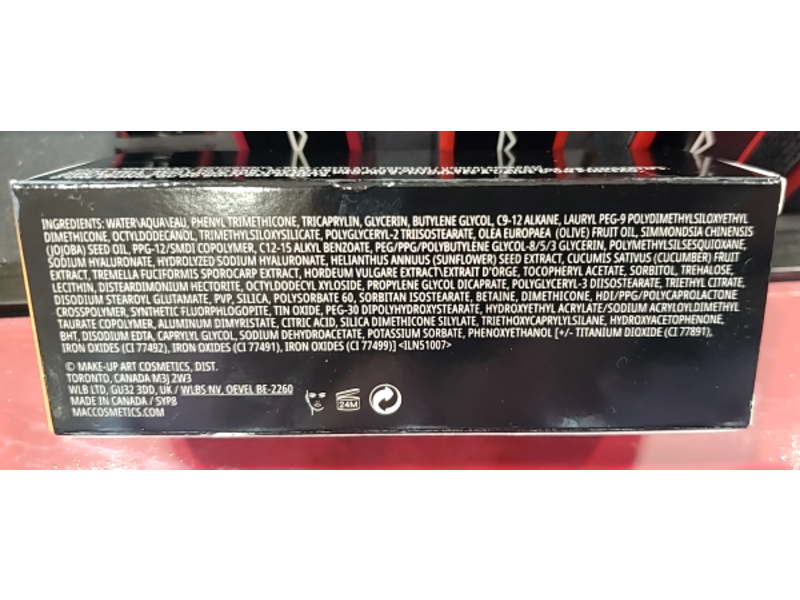 INGREDIENTS: WATER\AQUA\EAU, PHENYL TRIMETHICONE, TRICAPRYLIN, GLYCERIN, BUTYLENE GLYCOL, C9-12 ALKANE, LAURYL PEG-9 POLYDIMETHYLSILOXYETHYL
DIMETHICONE, OCTYLDODECANOL, TRIMETHYLSILOXYSILICATE, POLYGLYCERYL-2 TRIISOSTEARATE, OLEA EUROPAEA (OLIVE) FRUIT OIL, SIMMONDSIA CHINENSIS
(JOJOBA) SEED OIL, PPG-12/SMDI COPOLYMER, C12-15 ALKYL BENZOATE, PEG/PPG/POLYBUTYLENE GLYCOL-8/5/3 GLYCERIN, POLYMETHYLSILSESQUIOXANE,
SODIUM HYALURONATE, HYDROLYZED SODIUM HYALURONATE, HELIANTHUS ANNUUS (SUNFLOWER) SEED EXTRACT, CUCUMIS SATIVUS (CUCUMBER) FRUIT
EXTRACT, TREMELLA FUCIFORMIS SPOROCARP EXTRACT, HORDEUM VULGARE EXTRACT\EXTRAIT D'ORGE, TOCOPHERYL ACETATE, SORBITOL, TREHALOSE,
LECITHIN, DISTEARDIMONIUM HECTORITE, OCTYLDODECYL XYLOSIDE, PROPYLENE GLYCOL DICAPRATE, POLYGLYCERYL-3 DIISOSTEARATE, TRIETHYL CITRATE,
DISODIUM STEAROYL GLUTAMATE, PVP, SILICA, POLYSORBATE 60, SORBITAN ISOSTEARATE, BETAINE, DIMETHICONE, HDI/PPG/POLYCAPROLACTONE
CROSSPOLYMER, SYNTHETIC FLUORPHLOGOPITE, TIN OXIDE, PEG-30 DIPOLYHYDROXYSTEARATE, HYDROXYETHYL ACRYLATE/SODIUM ACRYLOYLDIMETHYL
TAURATE COPOLYMER, ALUMINUM DIMYRISTATE, CITRIC ACID, SILICA DIMETHICONE SILYLATE, TRIETHOXYCAPRYLYLSILANE, HYDROXYACETOPHENONE,
BHT, DISODIUM EDTA, CAPRYLYL GLYCOL, SODIUM DEHYDROACETATE, POTASSIUM SORBATE, PHENOXYETHANOL [+/- TITANIUM DIOXIDE (CI 77891),
IRON OXIDES (CI 77492), IRON OXIDES (CI 77491), IRON OXIDES (CI 77499)] <ILN51007>
© MAKE-UP ART COSMETICS, DIST.
TORONTO, CANADA M3J 2W3
WLB LTD, GU32 3DD, UK / WLBS NV, OEVEL BE-2260
MADE IN CANADA / SYP8
MACCOSMETICS.COM
24M